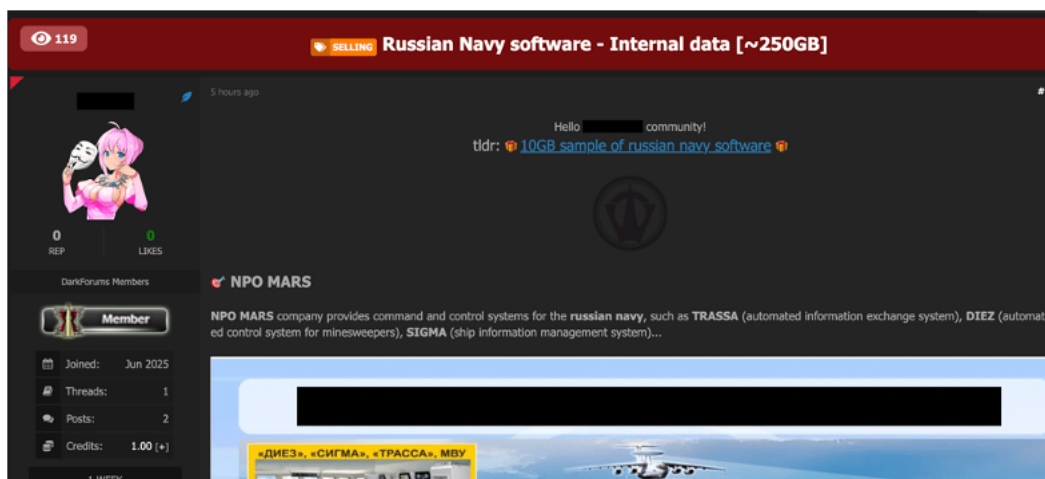 119
SELLING Russian Navy software - Internal data [~250GB]
5 hours ago
#
Hello community!
tldr: 10GB sample of russian navy software
0 0
REP LIKES
DarkForums Members
Member
Joined: Jun 2025
Threads: 1
Posts: 2
Credits: 1.00 [+]
1 WEEK
NPO MARS
NPO MARS company provides command and control systems for the russian navy, such as TRASSA (automated information exchange system), DIEZ (automat
ed control system for minesweepers), SIGMA (ship information management system)...
«ДИЕЗ», «СИГМА», «ТРАССА», МВУ